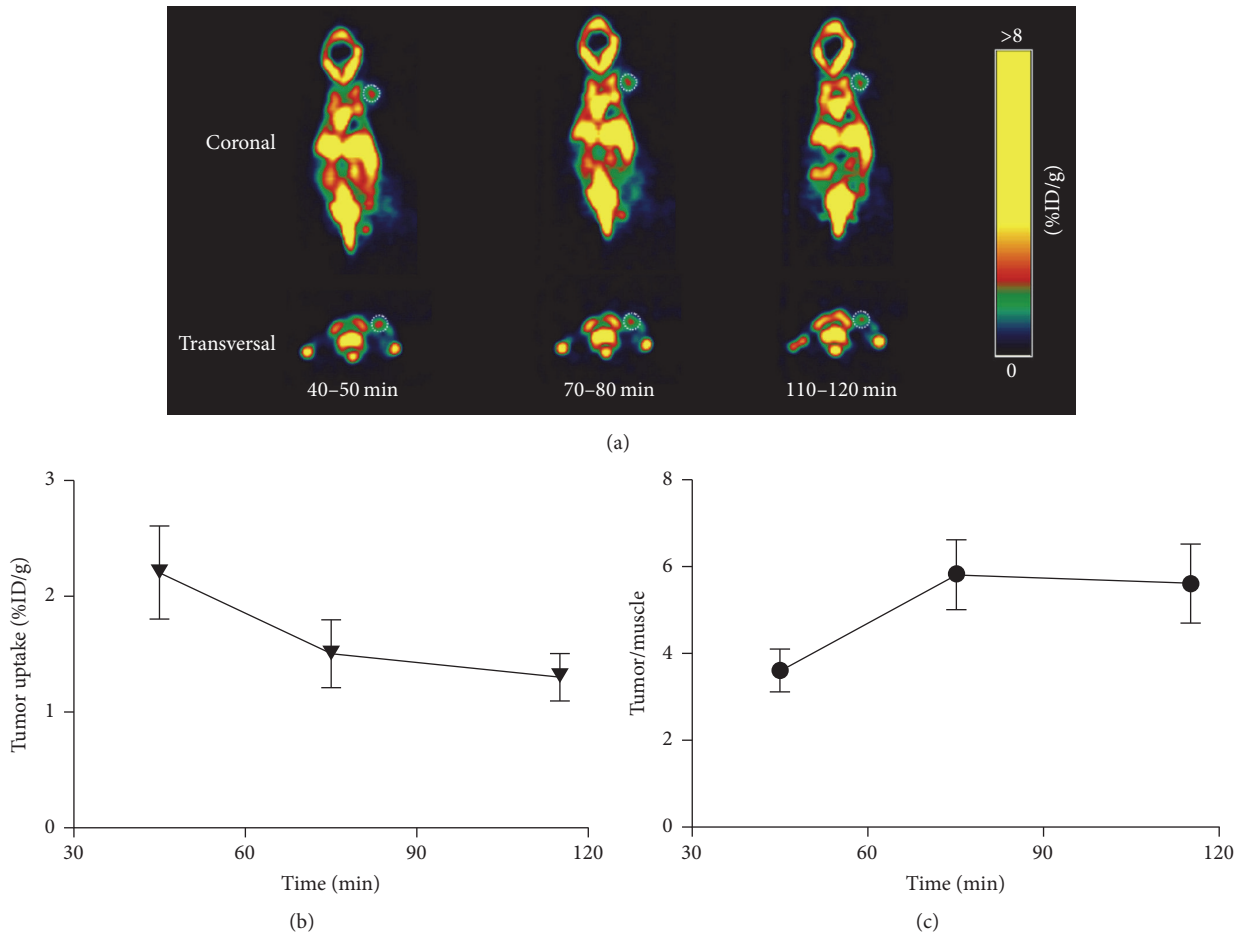 >8
Coronal
(%ID/g)
Transversal
0
40–50 min
70–80 min
110–120 min
(a)
3
2
1
0
30
60
90
120
Tumor uptake (%ID/g)
Time (min)
(b)
8
6
4
2
0
30
60
90
120
Tumor/muscle
Time (min)
(c)